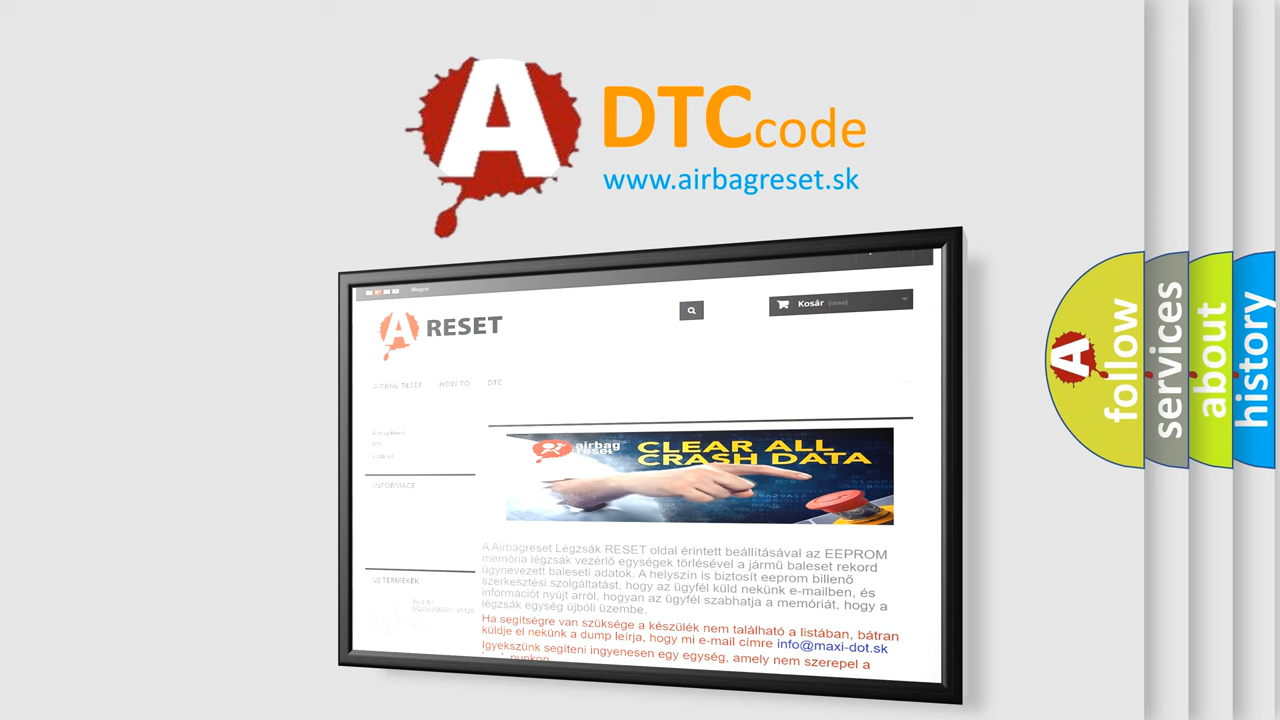 A
DTCcode
www.airbagreset.sk
Magyar
A RESET
Kosár (üres)
AIRBAG RESET HOW TO DTC
INFORMACE
ÚJ TERMÉKEK
airbag
reset
CLEAR ALL
CRASH DATA
A Airbagreset Légzsák RESET oldal érintett beállításával az EEPROM
memória légzsák vezérlő egységek törlésével a jármű baleset rekord
úgynevezett baleseti adatok. A helyszín is biztosít eeprom billenő
szerkesztési szolgáltatást, hogy az ügyfél küld nekünk e-mailben, és
információt nyújt arról, hogyan az ügyfél szabhatja a memóriát, hogy a
légzsák egység újbóli üzembe.
Ha segítségre van szüksége a készülék nem található a listában, bátran
küldje el nekünk a dump leírja, hogy mi e-mail címre info@maxi-dot.sk
Igyekszünk segíteni ingyenesen egy egység, amely nem szerepel a
A
follow
services
about
history